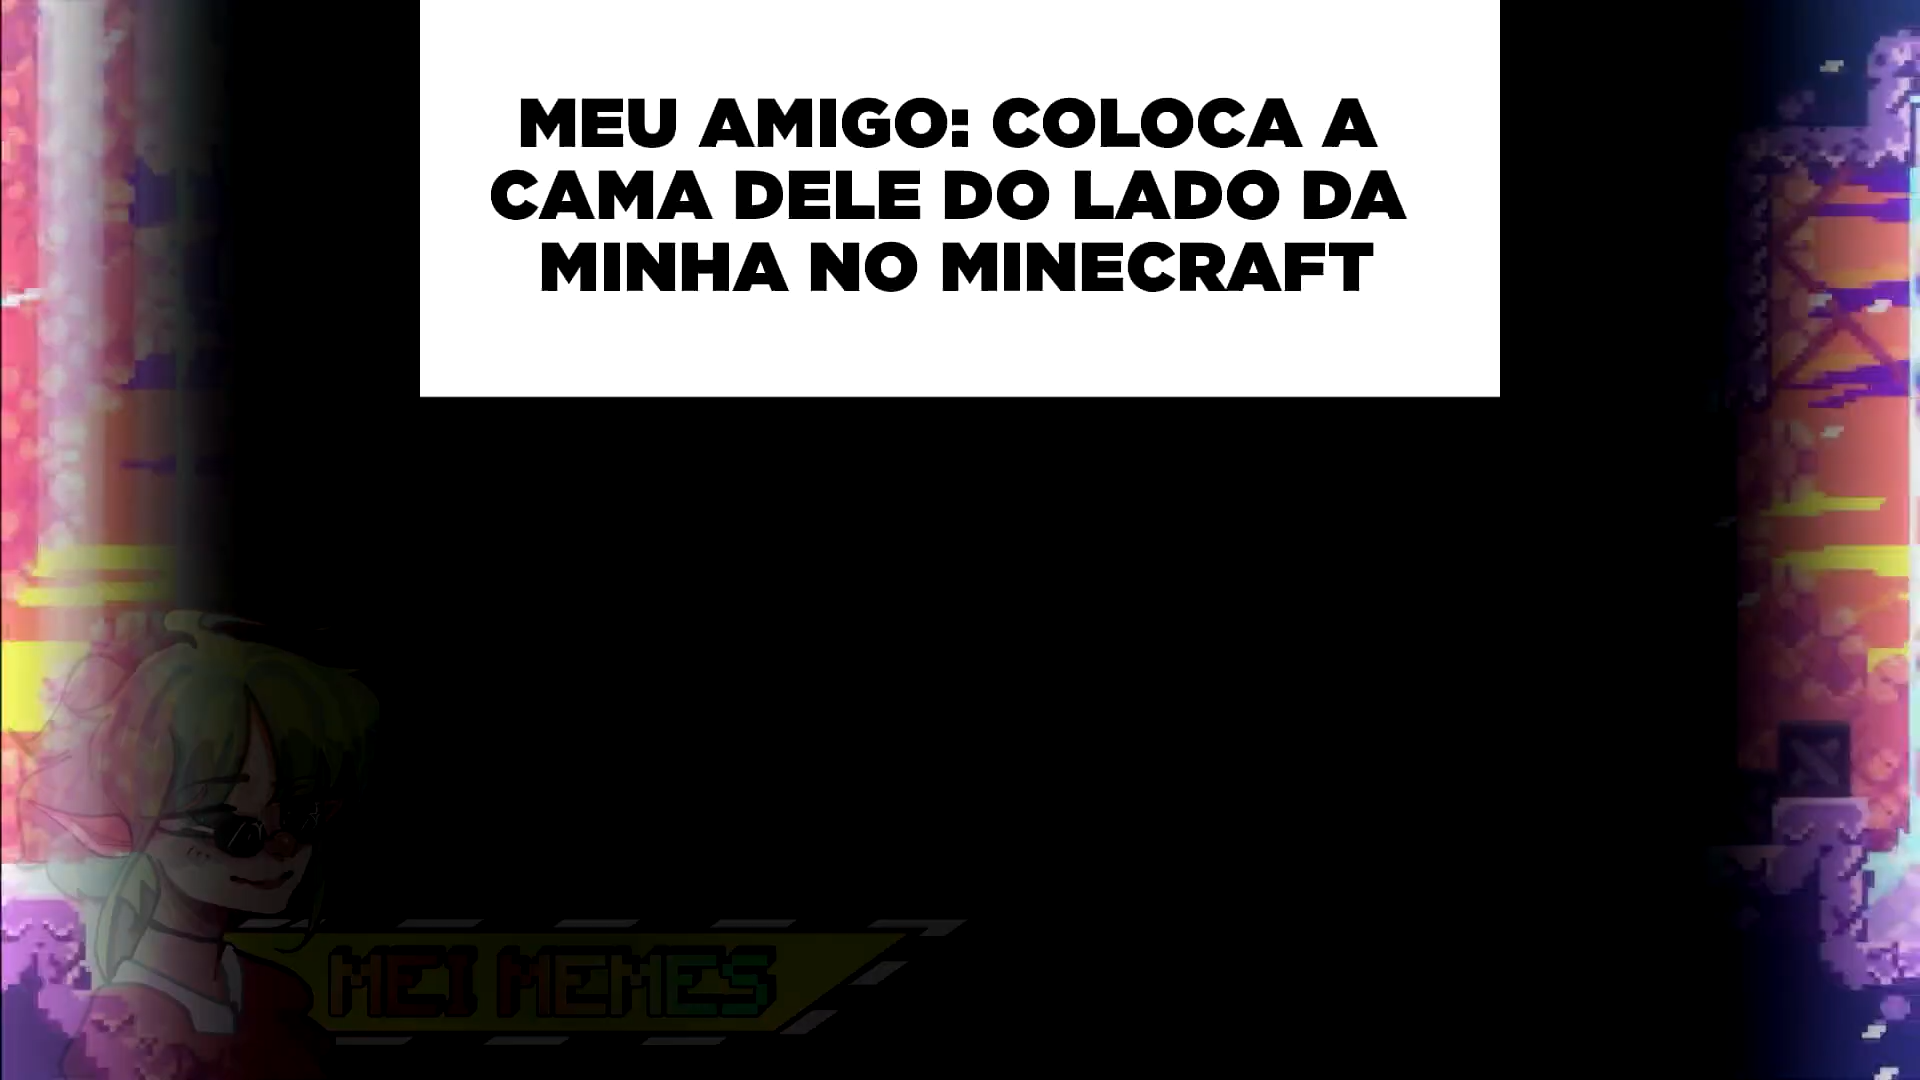 MEU AMIGO: COLOCA A
CAMA DELE DO LADO DA
MINHA NO MINECRAFT
MEI MEMES